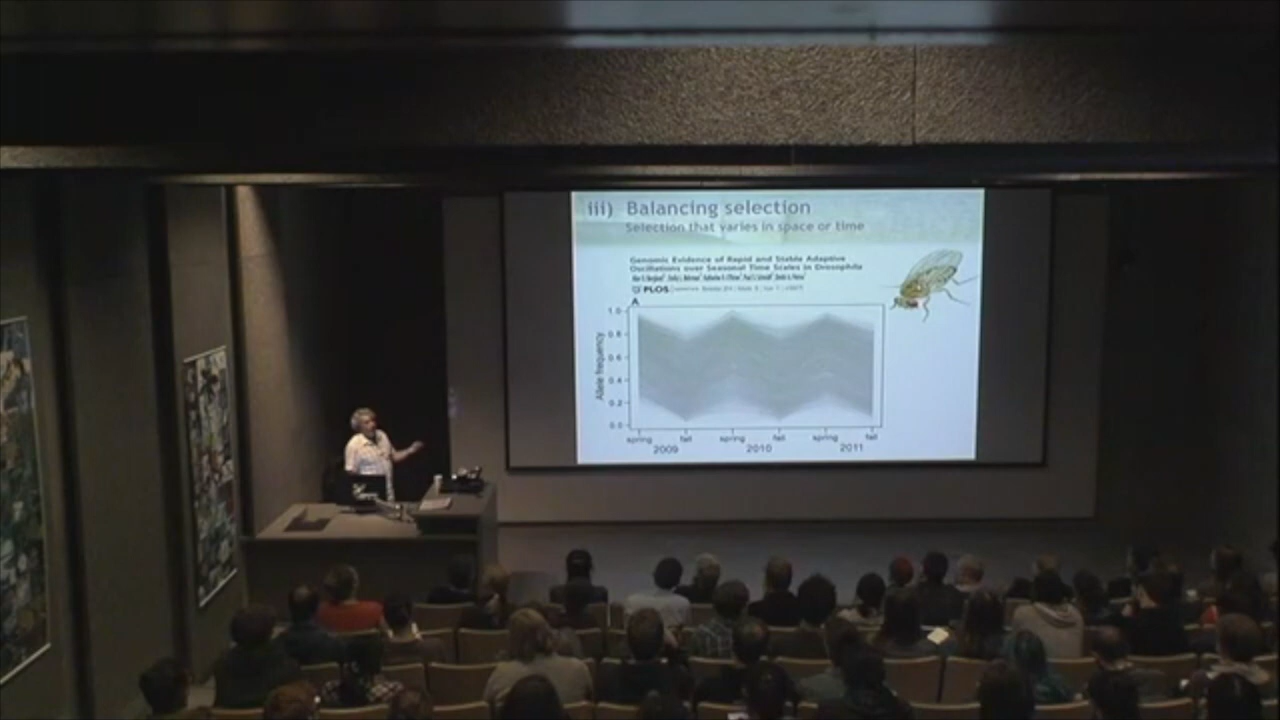 iii) Balancing selection
Selection that varies in space or time
Genomic Evidence of Rapid and Stable Adaptive
Oscillations over Seasonal Time Scales in Drosophila
PLOS
A
Allele frequency
1.0
0.8
0.6
0.4
0.2
0.0
spring fall spring fall spring fall
2009 2010 2011